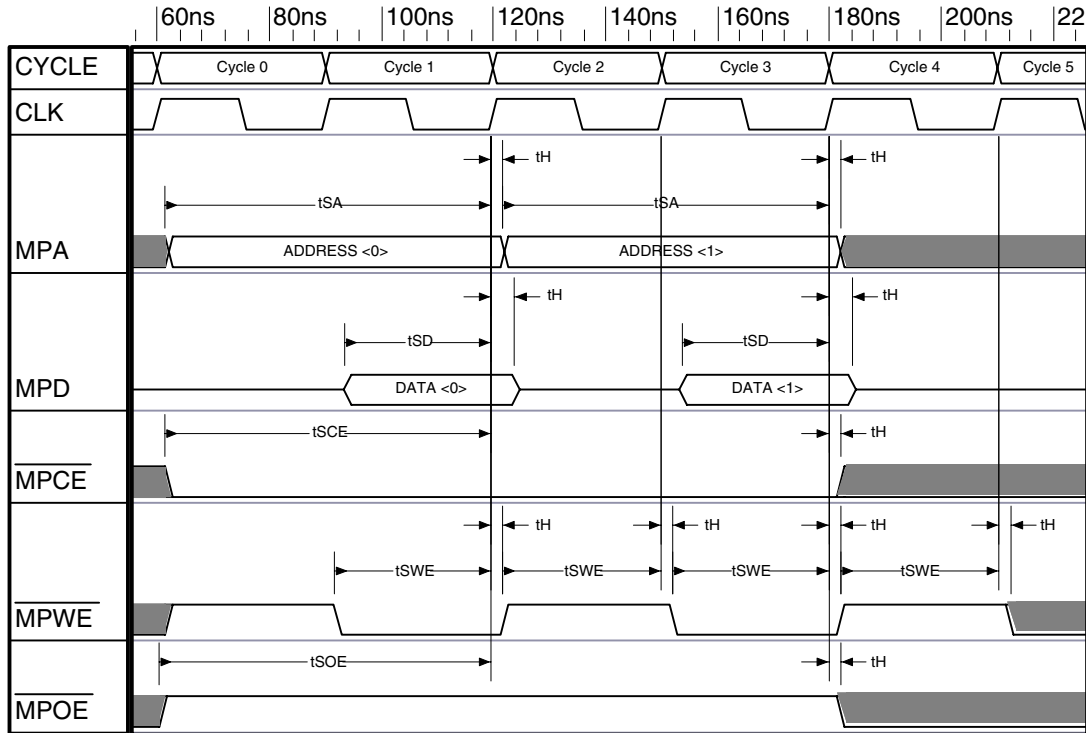 60ns 80ns 100ns 120ns 140ns 160ns 180ns 200ns 22
CYCLE Cycle 0 Cycle 1 Cycle 2 Cycle 3 Cycle 4 Cycle 5
CLK
tH tH
tSA tSA
MPA ADDRESS <0> ADDRESS <1>
tH tH
tSD tSD
MPD DATA <0> DATA <1>
tSCE tH
MPCE
tH tH tH tH
tSWE tSWE tSWE tSWE
MPWE
tSOE tH
MPOE